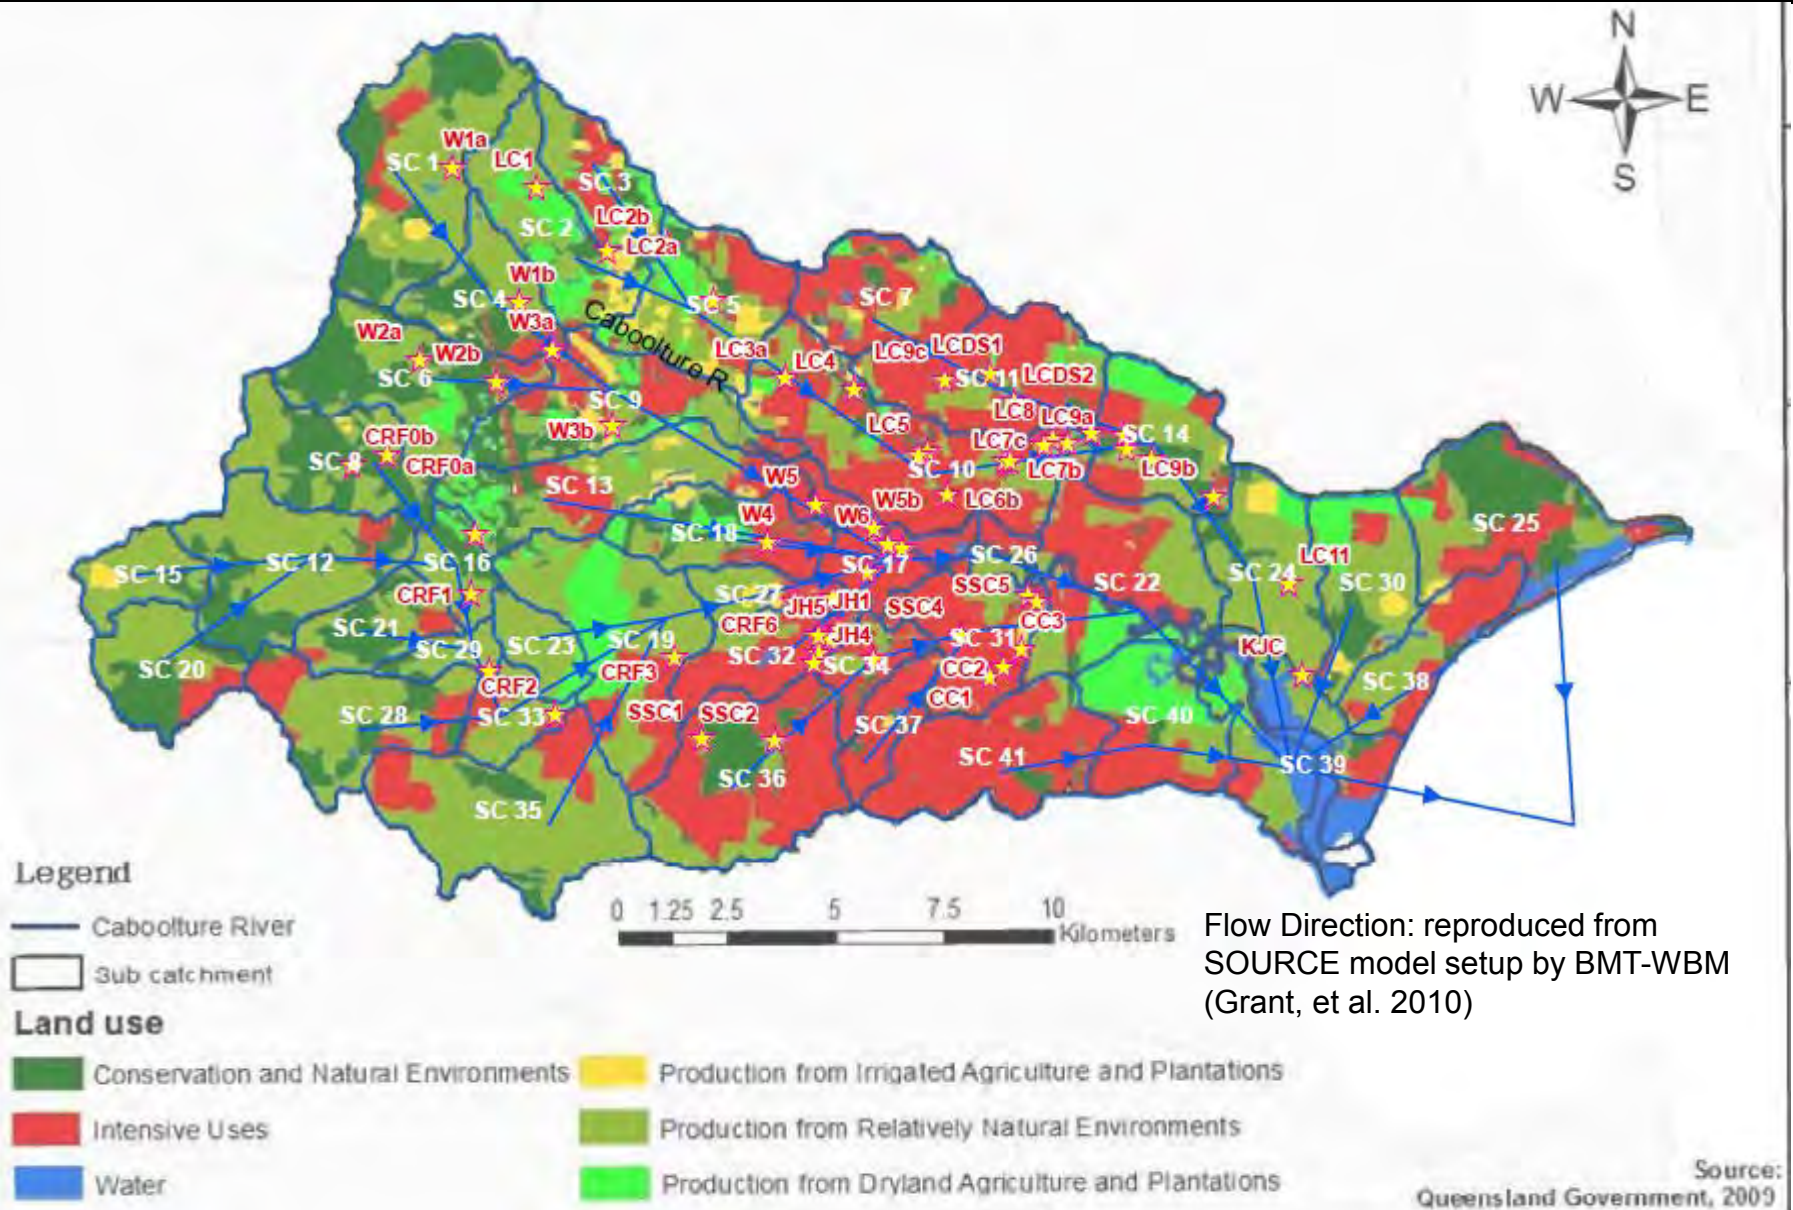 N
W E
S
W1a
LC1
SC 1
SC 3
LC2b
SC 2
LC2a
W1b
SC 4
SC 5
SC 7
W3a
Caboolture R.
W2a
W2b
LC3a
LC4
LC9c
LCDS1
SC 6
SC 11
LCDS2
SC 9
LC8
LC9a
W3b
LC5
LC7c
SC 14
CRF0b
SC 8
CRF0a
SC 10
LC7b
LC9b
SC 13
W5
W5b
LC6b
W4
W6
SC 18
SC 25
SC 15
SC 12
SC 16
SC 17
SC 26
SC 22
SC 24
LC11
SC 30
CRF1
SC 27
JH5
JH1
SSC4
SSC5
CC3
SC 21
SC 29
SC 23
SC 19
CRF6
JH4
SC 31
KJC
SC 20
CRF2
CRF3
SC 32
SC 34
CC2
SC 38
SC 28
SC 33
SSC1
SSC2
CC1
SC 37
SC 40
SC 36
SC 41
SC 39
SC 35
Legend
Caboolture River
Sub catchment
0 1.25 2.5 5 7.5 10
Kilometers
Flow Direction: reproduced from
SOURCE model setup by BMT-WBM
(Grant, et al. 2010)
Land use
Conservation and Natural Environments
Production from Irrigated Agriculture and Plantations
Intensive Uses
Production from Relatively Natural Environments
Water
Production from Dryland Agriculture and Plantations
Source:
Queensland Government, 2009